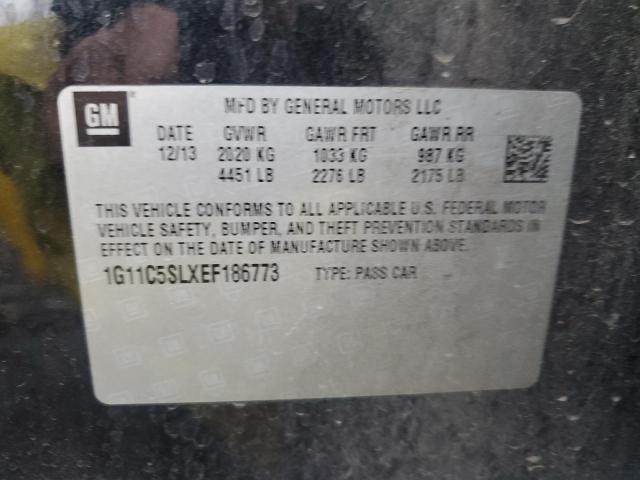 GM
MFD BY GENERAL MOTORS LLC
DATE GVWR GAWR FRT GAWR RR
12/13 2020 KG 1033 KG 987 KG
4451 LB 2276 LB 2175 LB
THIS VEHICLE CONFORMS TO ALL APPLICABLE U.S. FEDERAL MOTOR
VEHICLE SAFETY, BUMPER, AND THEFT PREVENTION STANDARDS IN
EFFECT ON THE DATE OF MANUFACTURE SHOWN ABOVE.
1G11C5SLXEF186773 TYPE: PASS CAR